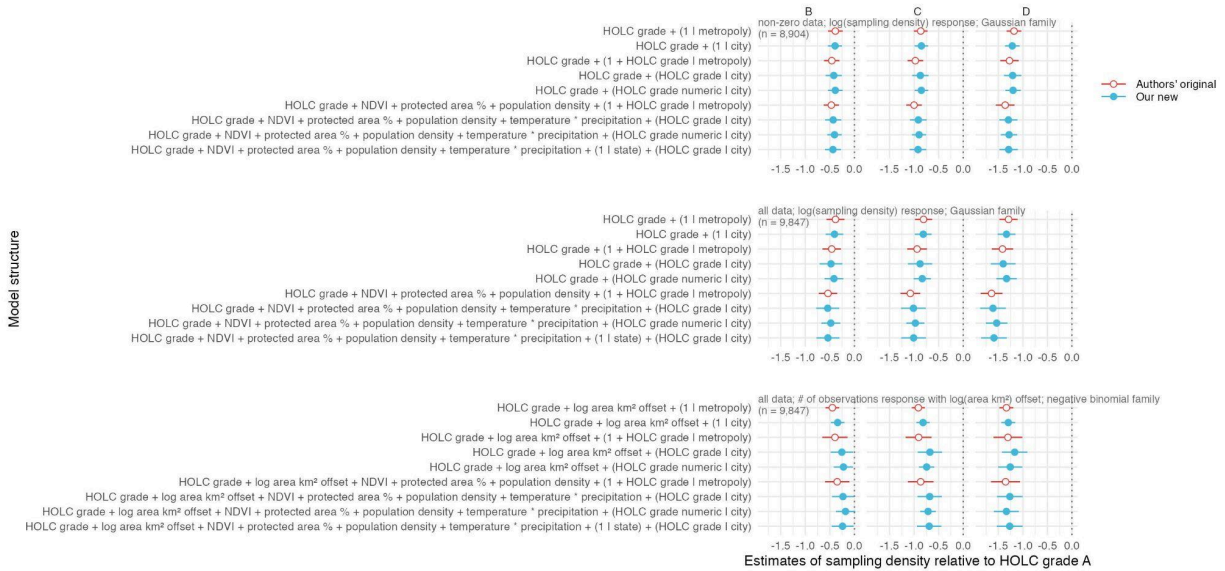 B C D
non-zero data; log(sampling density) response; Gaussian family
HOLC grade + (1 | metropoly)
(n = 8,904)
HOLC grade + (1 | city)
HOLC grade + (1 + HOLC grade | metropoly)
HOLC grade + (HOLC grade | city)
HOLC grade + (HOLC grade numeric | city)
HOLC grade + NDVI + protected area % + population density + (1 + HOLC grade | metropoly)
HOLC grade + NDVI + protected area % + population density + temperature * precipitation + (HOLC grade | city)
HOLC grade + NDVI + protected area % + population density + temperature * precipitation + (HOLC grade numeric | city)
HOLC grade + NDVI + protected area % + population density + temperature * precipitation + (1 | state) + (HOLC grade | city)
-1.5 -1.0 -0.5 0.0 -1.5 -1.0 -0.5 0.0 -1.5 -1.0 -0.5 0.0
Authors' original
Our new
all data; log(sampling density) response; Gaussian family
HOLC grade + (1 | metropoly)
(n = 9,847)
HOLC grade + (1 | city)
HOLC grade + (1 + HOLC grade | metropoly)
HOLC grade + (HOLC grade | city)
HOLC grade + (HOLC grade numeric | city)
HOLC grade + NDVI + protected area % + population density + (1 + HOLC grade | metropoly)
HOLC grade + NDVI + protected area % + population density + temperature * precipitation + (HOLC grade | city)
HOLC grade + NDVI + protected area % + population density + temperature * precipitation + (HOLC grade numeric | city)
HOLC grade + NDVI + protected area % + population density + temperature * precipitation + (1 | state) + (HOLC grade | city)
-1.5 -1.0 -0.5 0.0 -1.5 -1.0 -0.5 0.0 -1.5 -1.0 -0.5 0.0
Model structure
all data; # of observations response with log(area km²) offset; negative binomial family
HOLC grade + log area km² offset + (1 | metropoly)
(n = 9,847)
HOLC grade + log area km² offset + (1 | city)
HOLC grade + log area km² offset + (1 + HOLC grade | metropoly)
HOLC grade + log area km² offset + (HOLC grade | city)
HOLC grade + log area km² offset + (HOLC grade numeric | city)
HOLC grade + log area km² offset + NDVI + protected area % + population density + (1 + HOLC grade | metropoly)
HOLC grade + log area km² offset + NDVI + protected area % + population density + temperature * precipitation + (HOLC grade | city)
HOLC grade + log area km² offset + NDVI + protected area % + population density + temperature * precipitation + (HOLC grade numeric | city)
HOLC grade + log area km² offset + NDVI + protected area % + population density + temperature * precipitation + (1 | state) + (HOLC grade | city)
-1.5 -1.0 -0.5 0.0 -1.5 -1.0 -0.5 0.0 -1.5 -1.0 -0.5 0.0
Estimates of sampling density relative to HOLC grade A